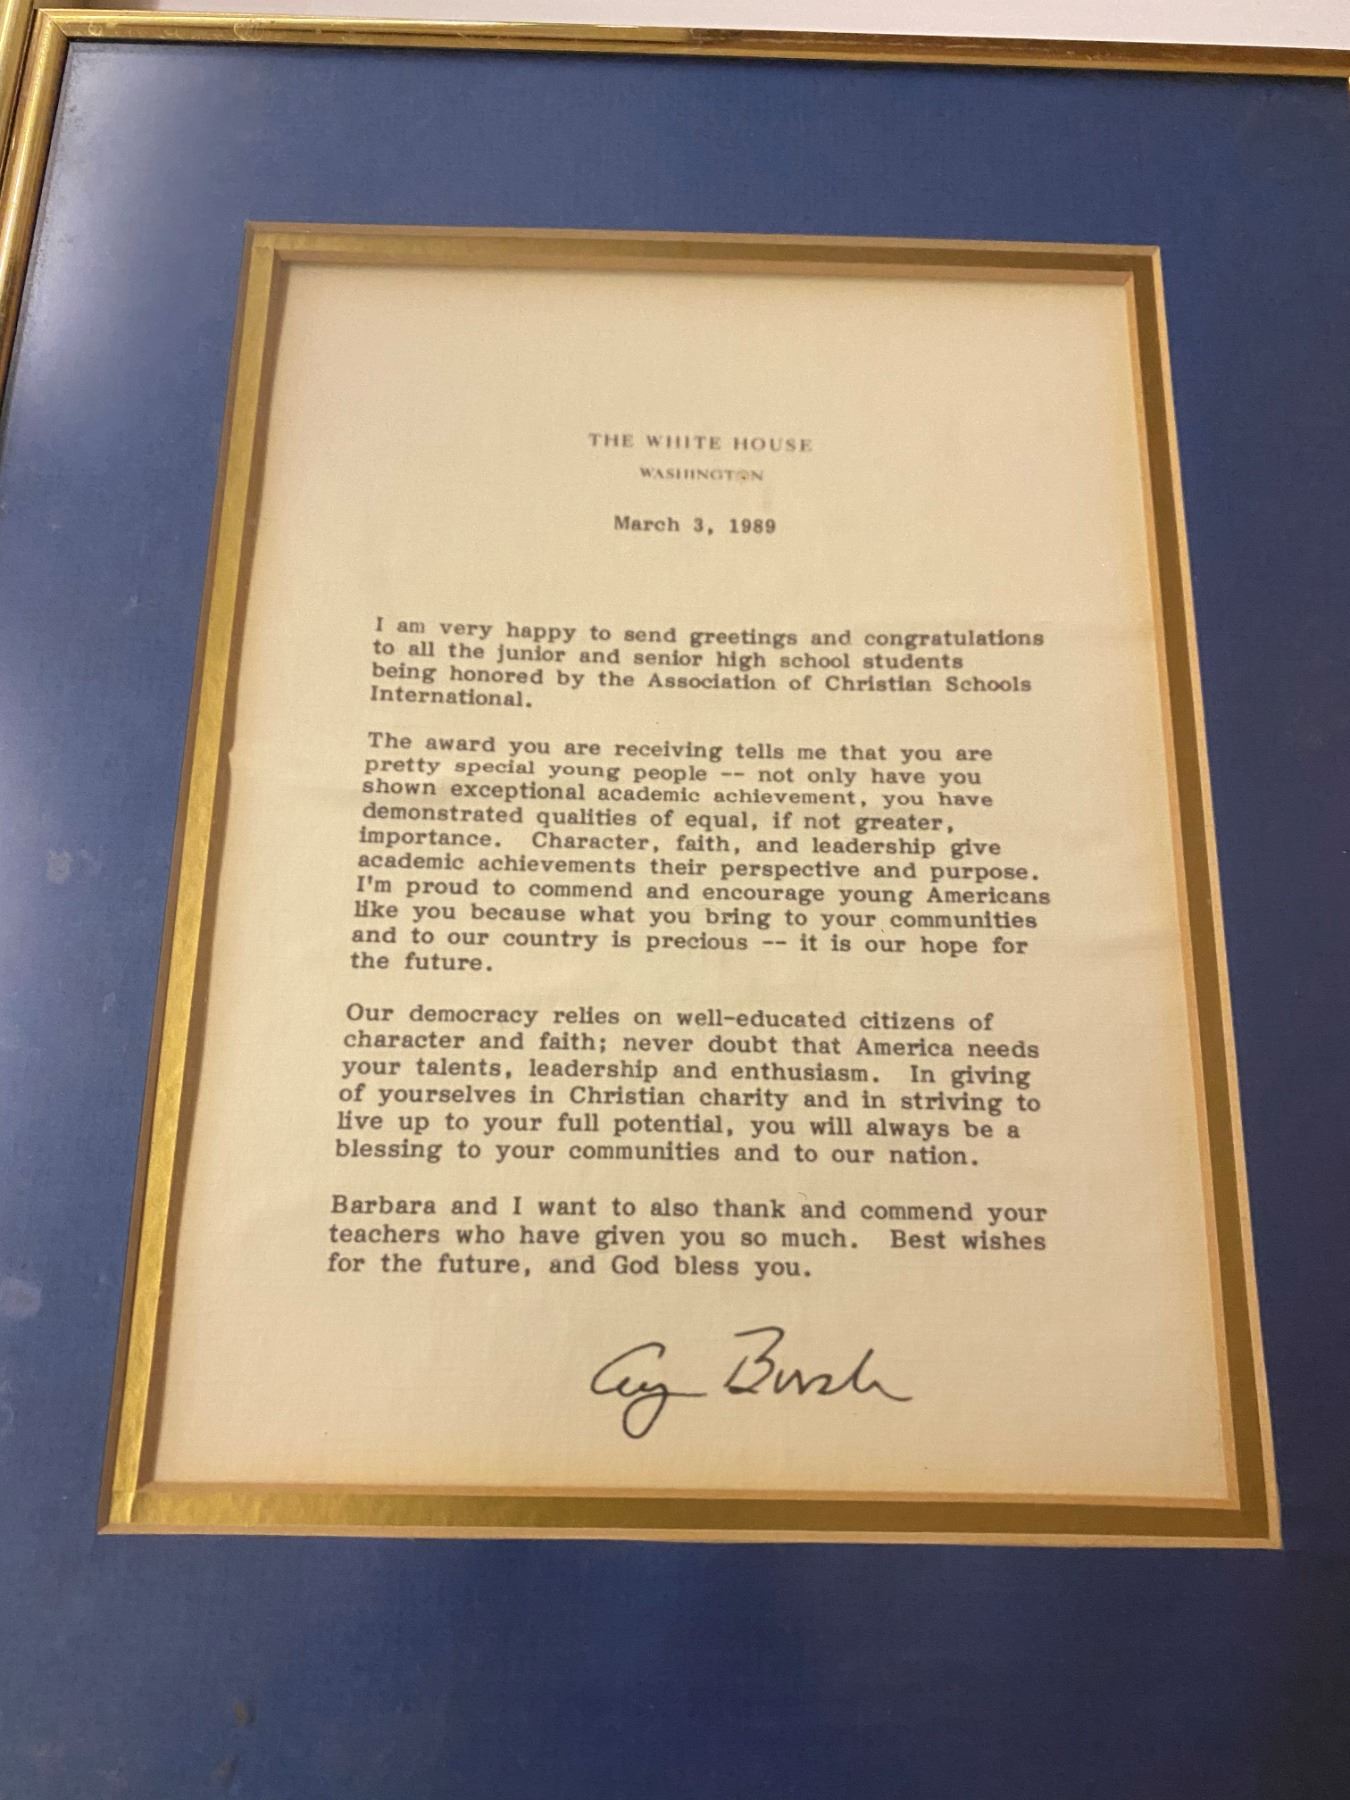 THE WHITE HOUSE
WASHINGTON
March 3, 1989
I am very happy to send greetings and congratulations
to all the junior and senior high school students
being honored by the Association of Christian Schools
International.
The award you are receiving tells me that you are
pretty special young people -- not only have you
shown exceptional academic achievement, you have
demonstrated qualities of equal, if not greater,
importance. Character, faith, and leadership give
academic achievements their perspective and purpose.
I'm proud to commend and encourage young Americans
like you because what you bring to your communities
and to our country is precious -- it is our hope for
the future.
Our democracy relies on well-educated citizens of
character and faith; never doubt that America needs
your talents, leadership and enthusiasm. In giving
of yourselves in Christian charity and in striving to
live up to your full potential, you will always be a
blessing to your communities and to our nation.
Barbara and I want to also thank and commend your
teachers who have given you so much. Best wishes
for the future, and God bless you.
George Bush